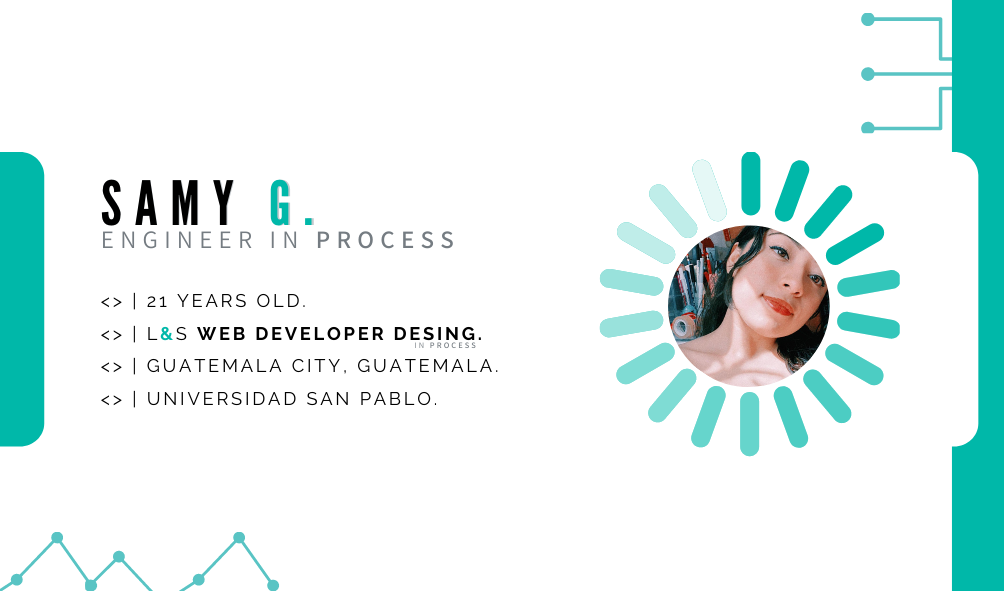 SAMY G.
ENGINEER IN PROCESS
<> | 21 YEARS OLD.
<> | L&S WEB DEVELOPER DESING.
IN PROCESS
<> | GUATEMALA CITY, GUATEMALA.
<> | UNIVERSIDAD SAN PABLO.